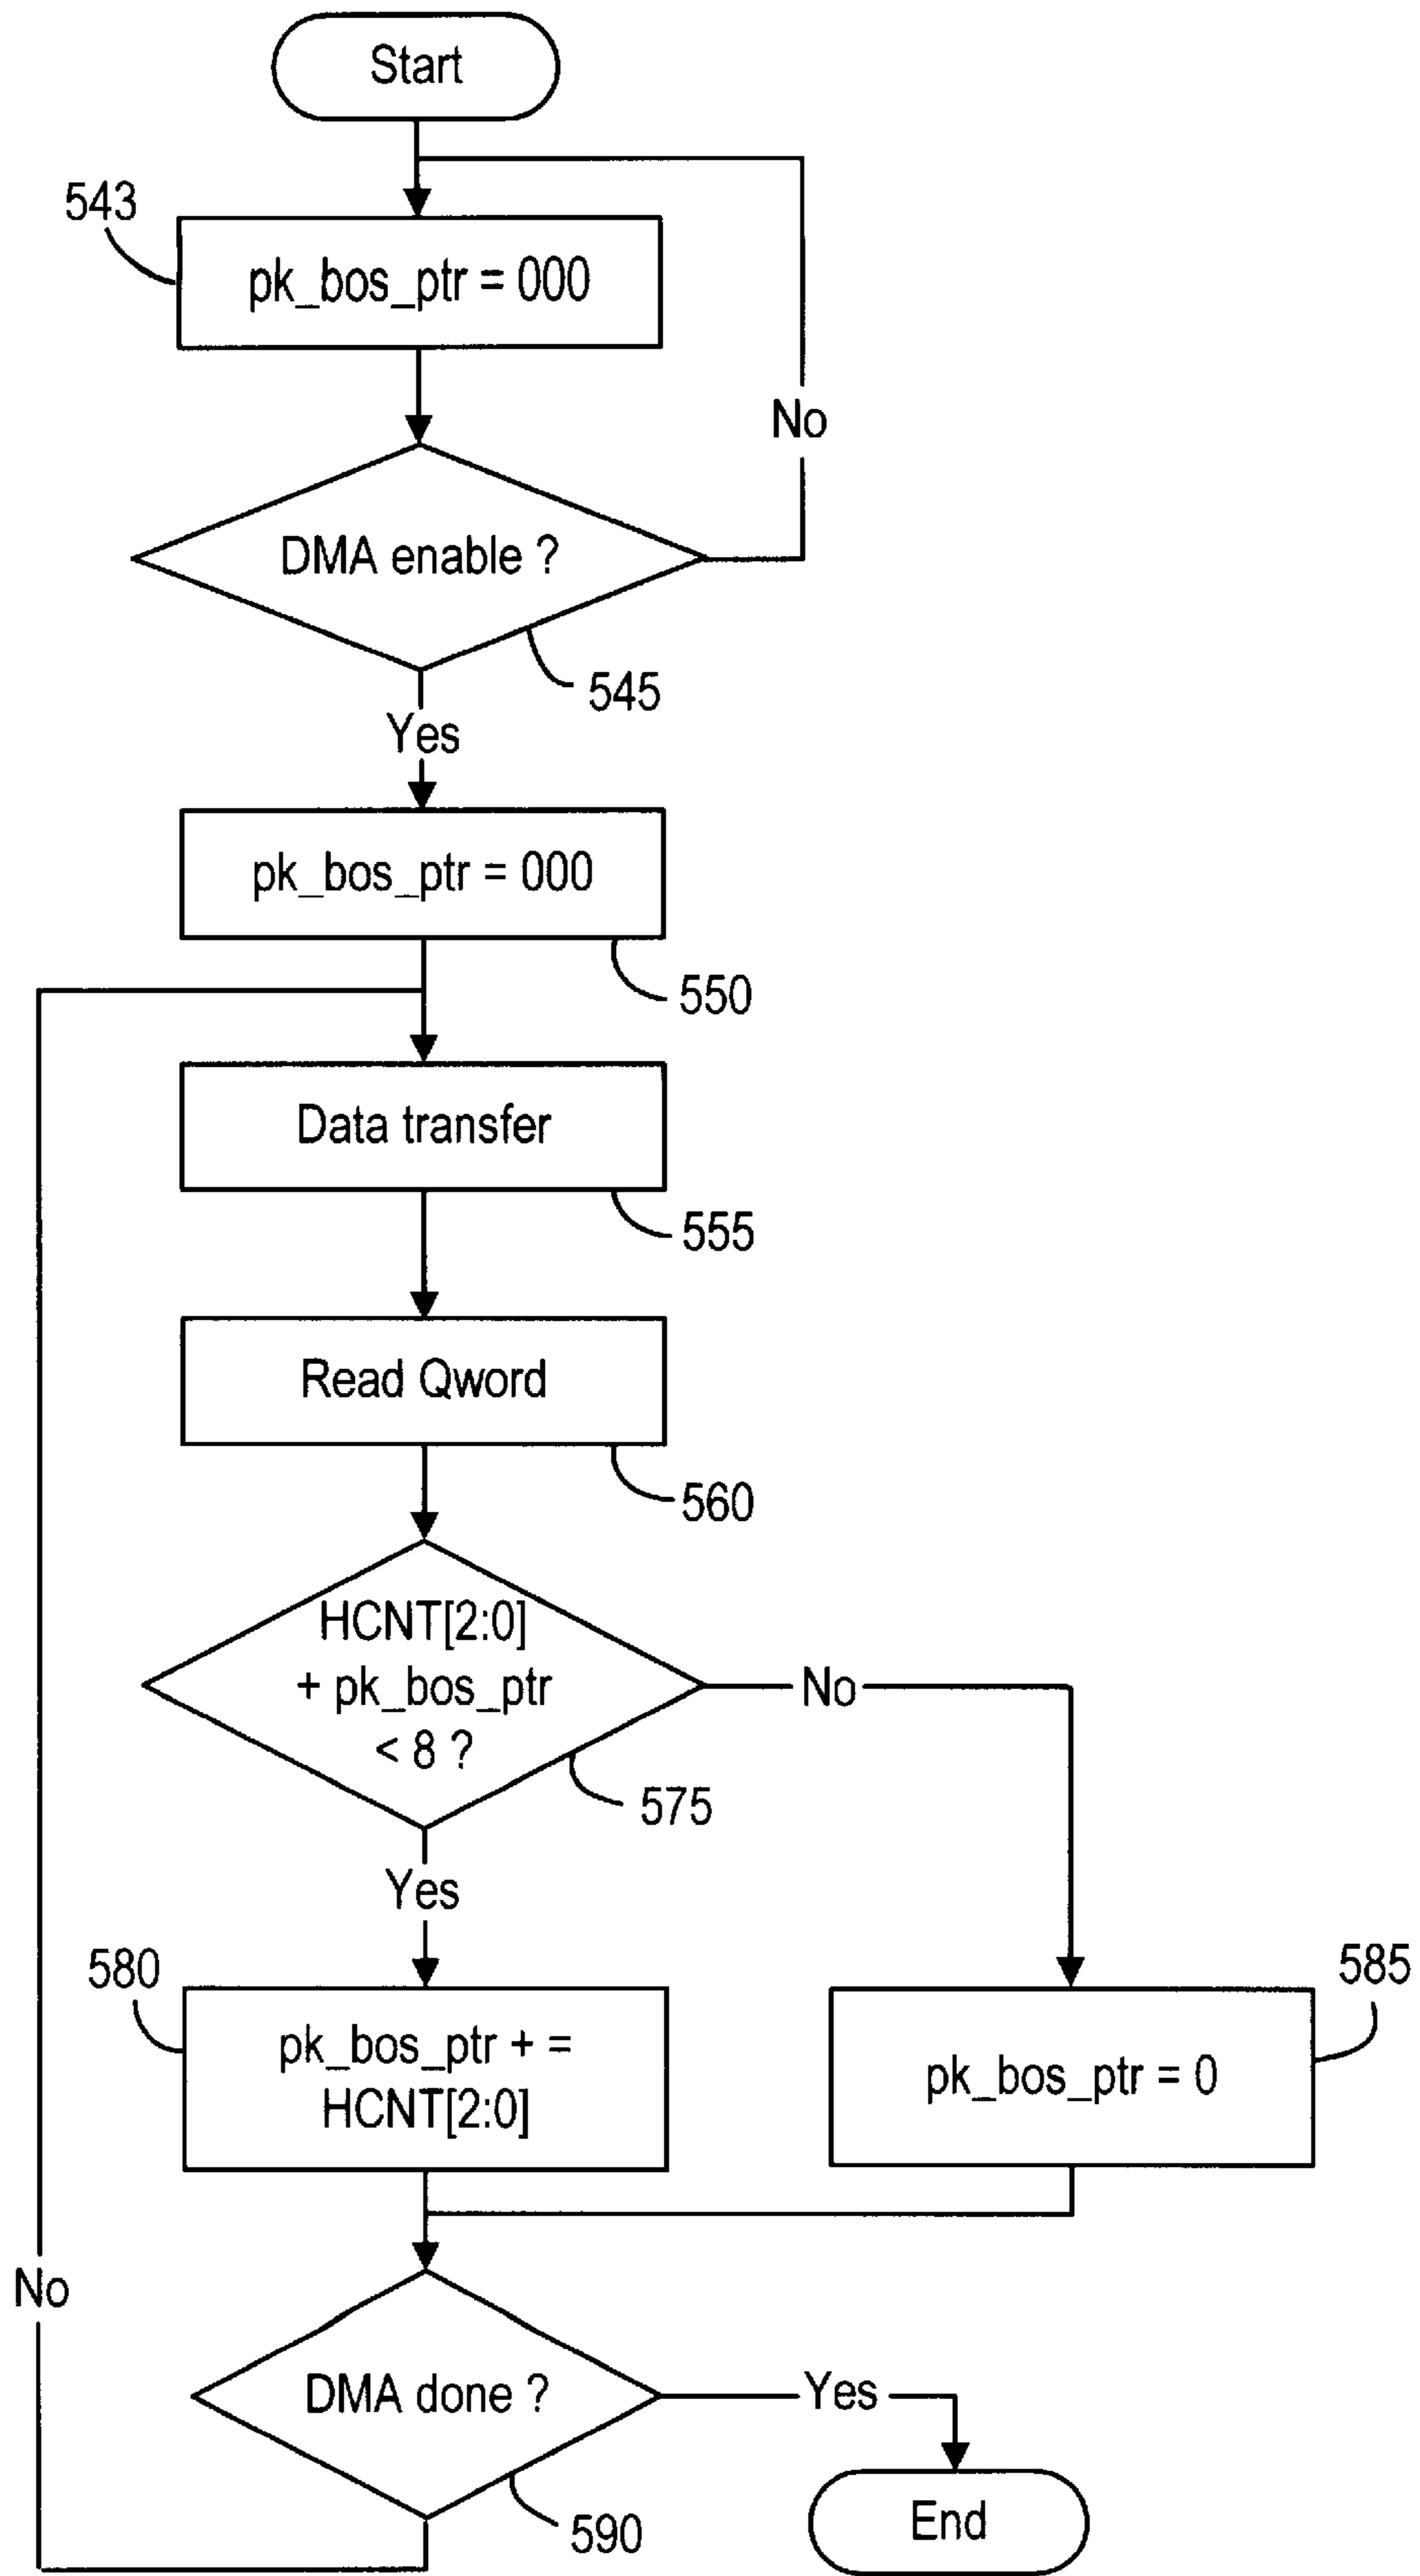 Start
543
pk_bos_ptr = 000
No
DMA enable ?
545
Yes
pk_bos_ptr = 000
550
Data transfer
555
Read Qword
560
HCNT[2:0]
+ pk_bos_ptr
< 8 ?
No
575
Yes
580
585
pk_bos_ptr + =
HCNT[2:0]
pk_bos_ptr = 0
No
DMA done ?
Yes
590
End